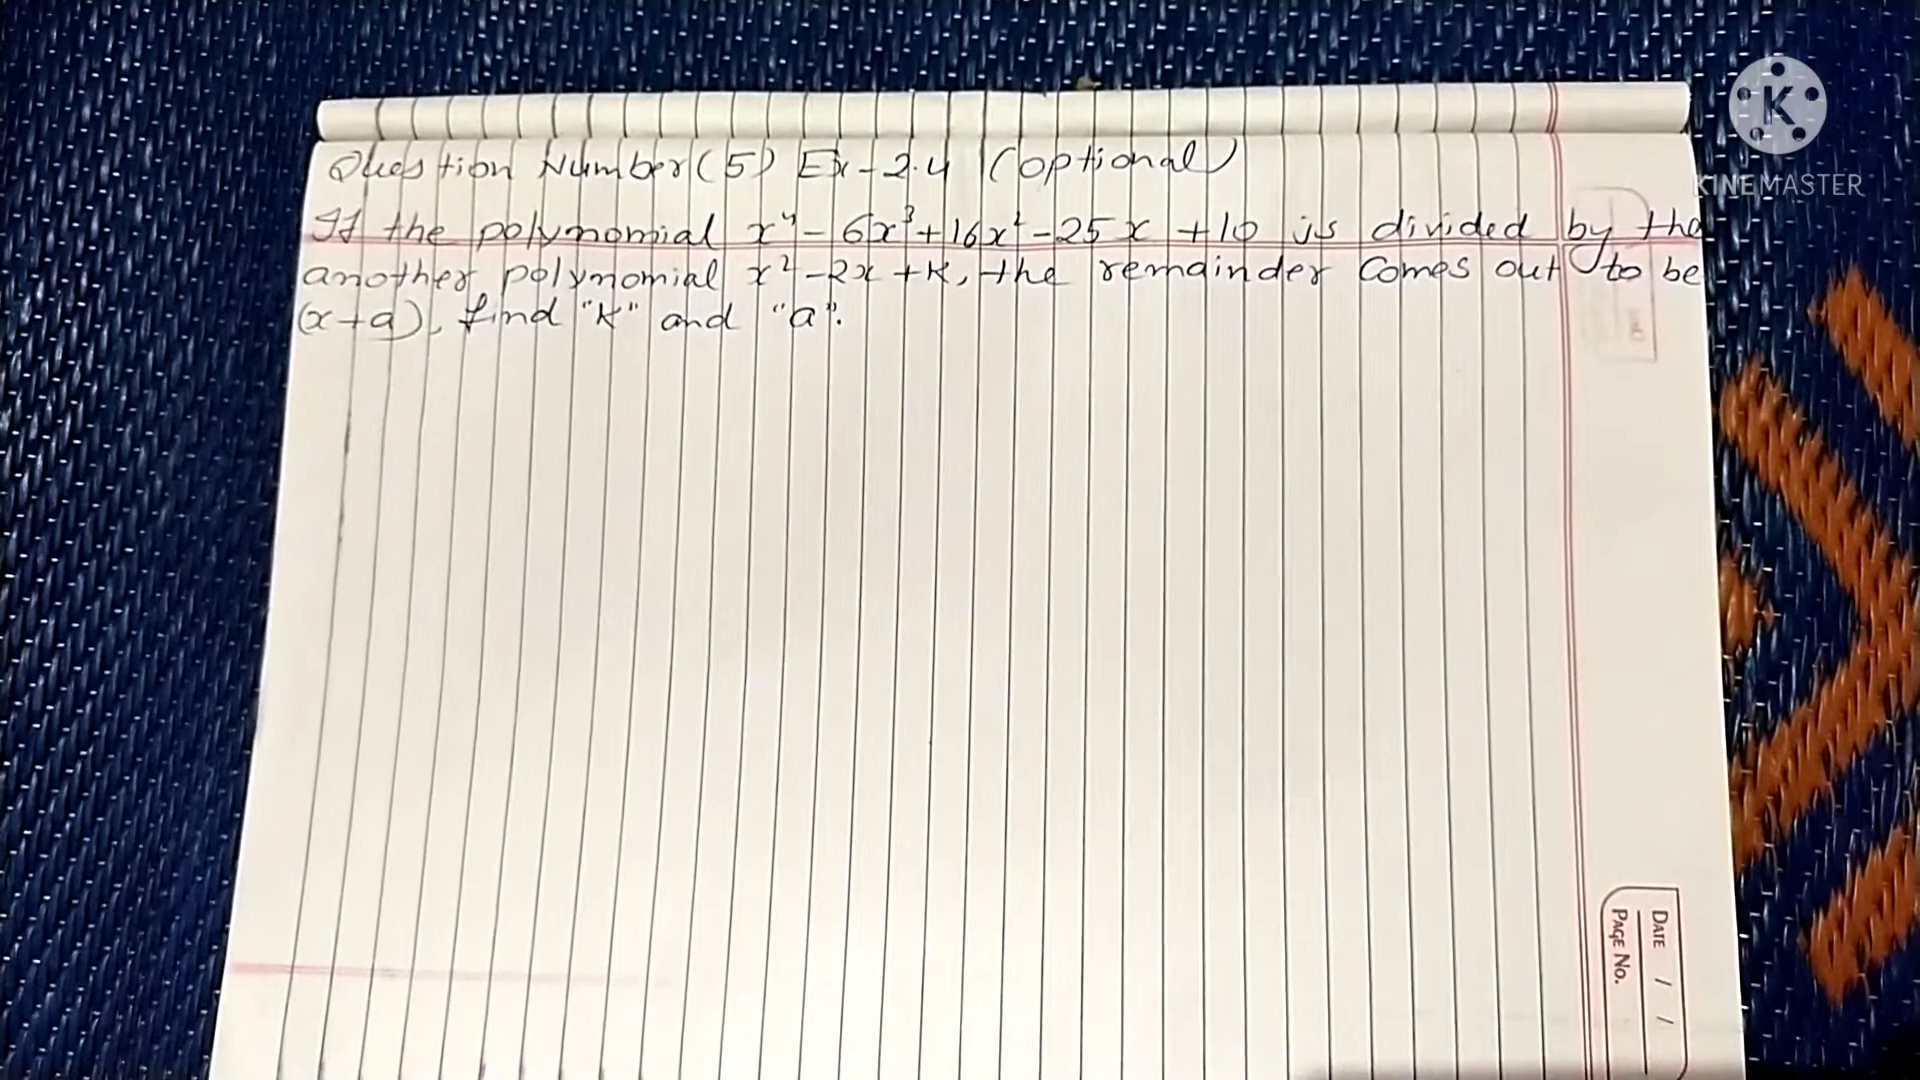 Question Number (5) Ex-2.4 (optional)
If the polynomial x⁴ - 6x³ + 16x² - 25x + 10 is divided by the
another polynomial x² - 2x + k, the remainder comes out to be
(x+a), find "k" and "a".
K
KINEMASTER
DATE / /
PAGE NO.